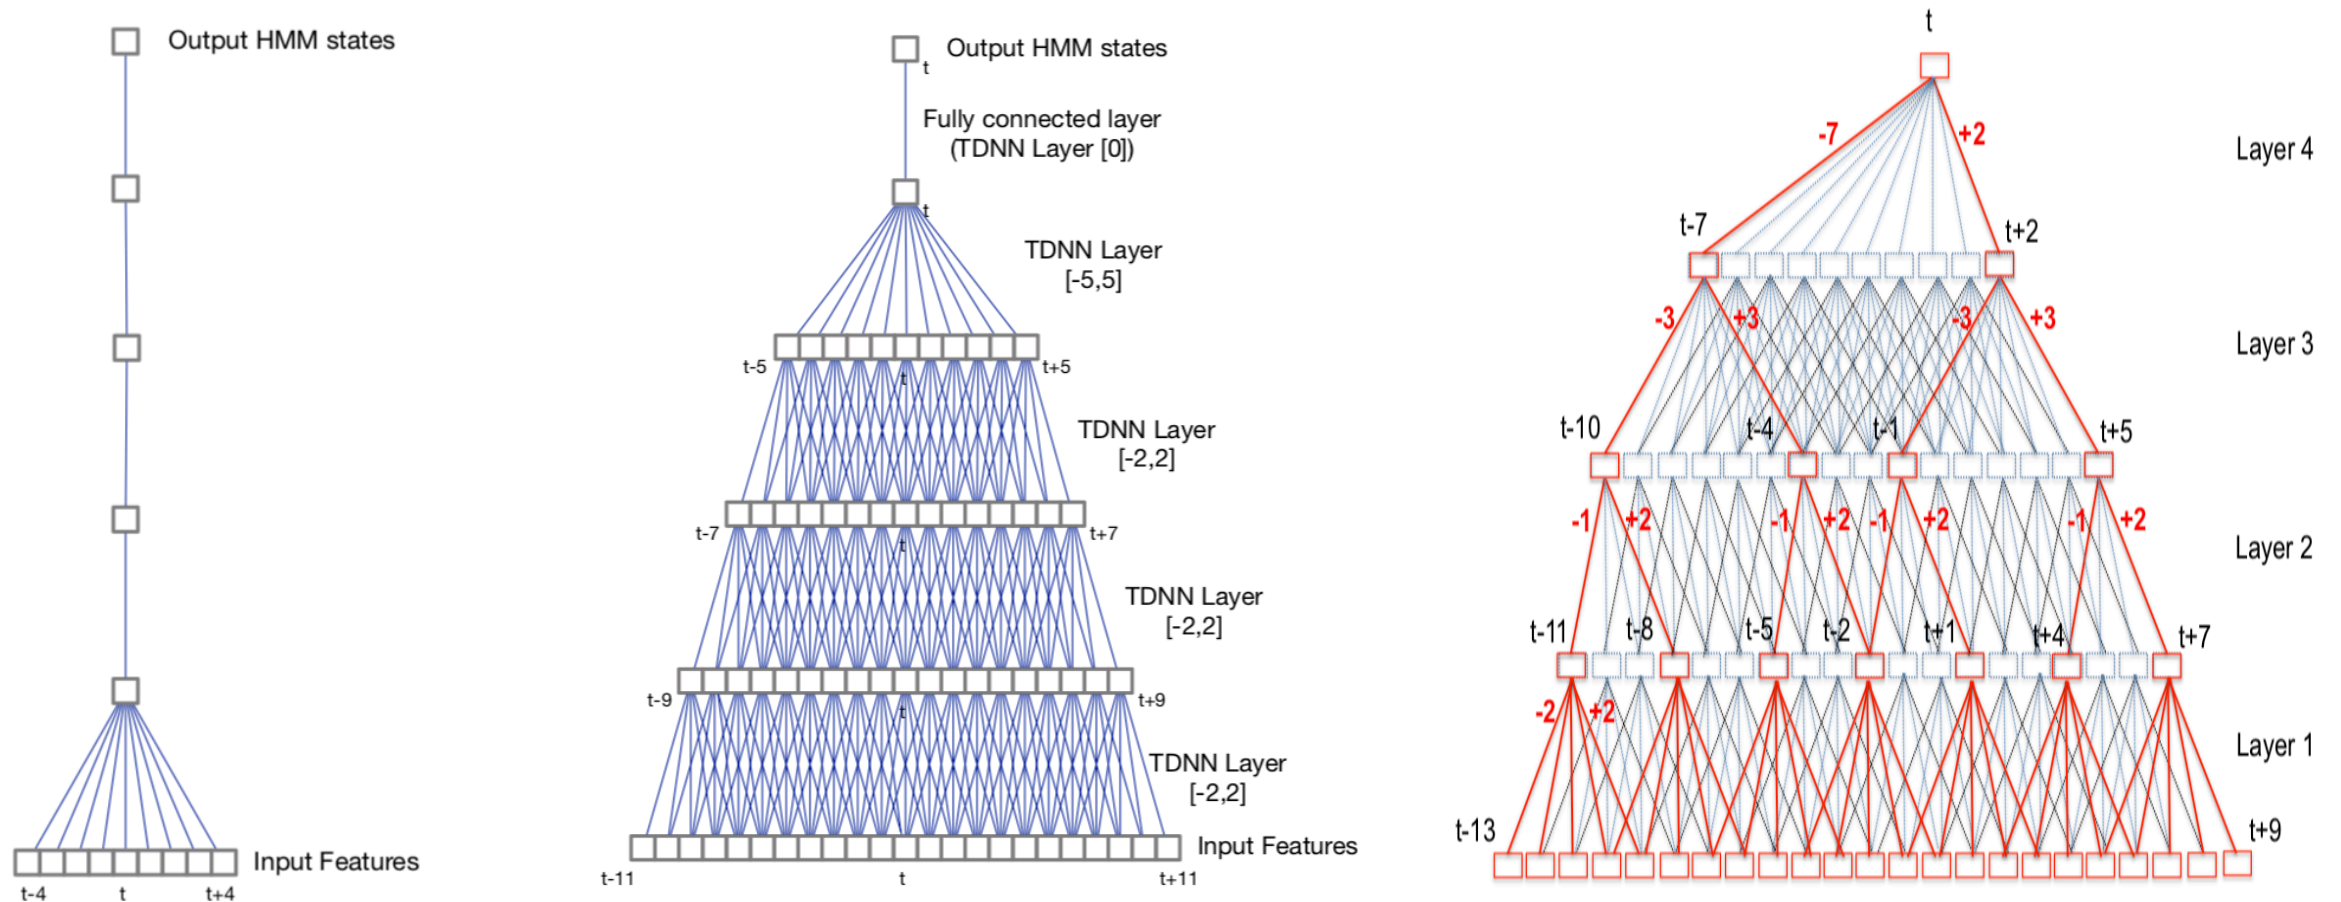 Output HMM states
Input Features
t-4
t
t+4
Output HMM states
t
Fully connected layer
(TDNN Layer [0])
t
TDNN Layer
[-5,5]
t-5
t
t+5
TDNN Layer
[-2,2]
t-7
t
t+7
TDNN Layer
[-2,2]
t-9
t
t+9
TDNN Layer
[-2,2]
Input Features
t-11
t
t+11
t
-7
+2
Layer 4
t-7
t+2
-3
+3
-3
+3
Layer 3
t-10
t-4
t-1
t+5
-1
+2
-1
+2
-1
+2
-1
+2
Layer 2
t-11
t-8
t-5
t-2
t+1
t+4
t+7
-2
+2
Layer 1
t-13
t+9